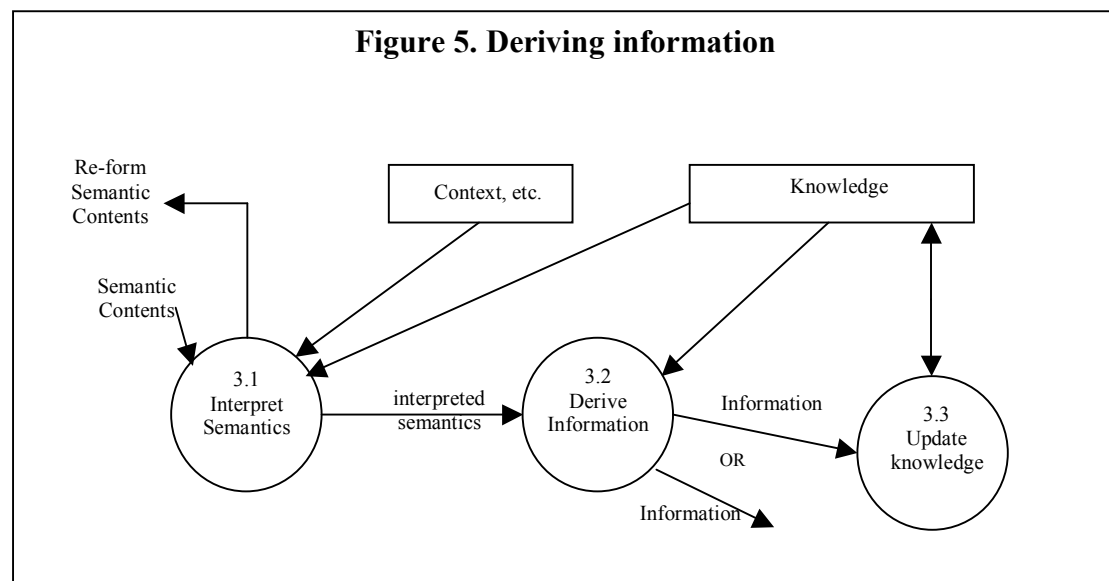 Figure 5. Deriving information
Re-form
Semantic
Contents
Context, etc.
Knowledge
Semantic
Contents
3.1
Interpret
Semantics
interpreted
semantics
3.2
Derive
Information
Information
OR
Information
3.3
Update
knowledge